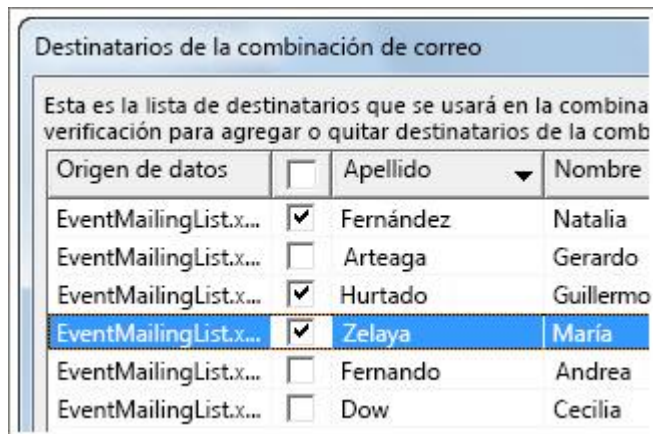 Destinatarios de la combinación de correo
Esta es la lista de destinatarios que se usará en la combina
verificación para agregar o quitar destinatarios de la comb
Origen de datos Apellido Nombre
EventMailingList.x... Fernández Natalia
EventMailingList.x... Arteaga Gerardo
EventMailingList.x... Hurtado Guillermo
EventMailingList.x... Zelaya María
EventMailingList.x... Fernando Andrea
EventMailingList.x... Dow Cecilia